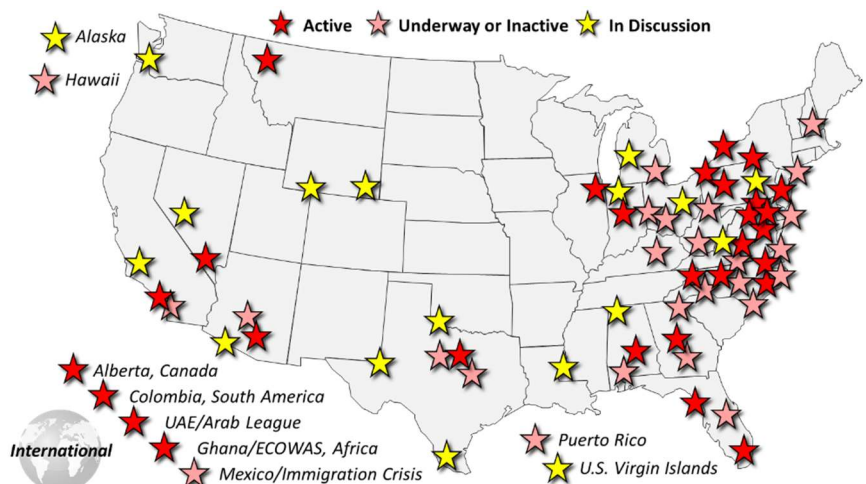 Active
Underway or Inactive
In Discussion
Alaska
Hawaii
Alberta, Canada
Colombia, South America
UAE/Arab League
Ghana/ECOWAS, Africa
International
Mexico/Immigration Crisis
Puerto Rico
U.S. Virgin Islands